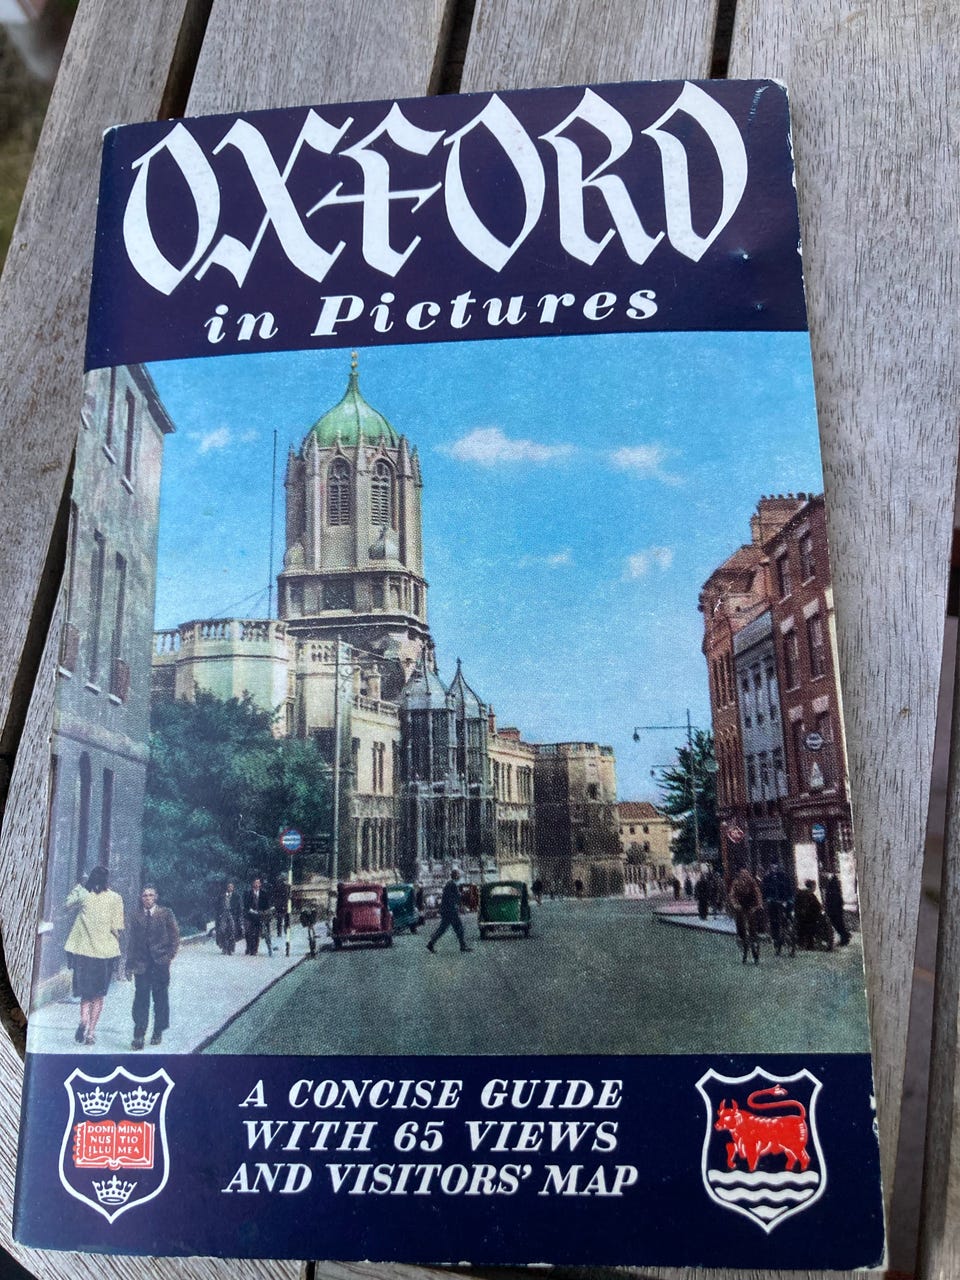 OXFORD
in Pictures
A CONCISE GUIDE
WITH 65 VIEWS
AND VISITORS' MAP
DOMI MINA
NUS TIO
ILLU MEA